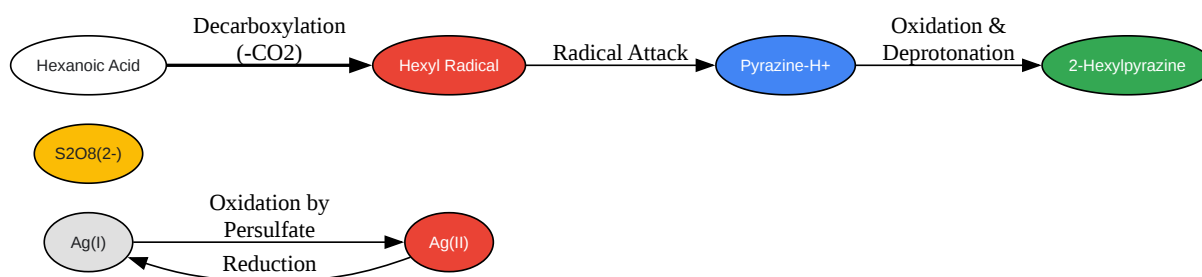 Decarboxylation
(-CO2)
Oxidation &
Deprotonation
Hexanoic Acid
Hexyl Radical
Radical Attack
Pyrazine-H+
2-Hexylpyrazine
S2O8(2-)
Oxidation by
Persulfate
Ag(I)
Ag(II)
Reduction